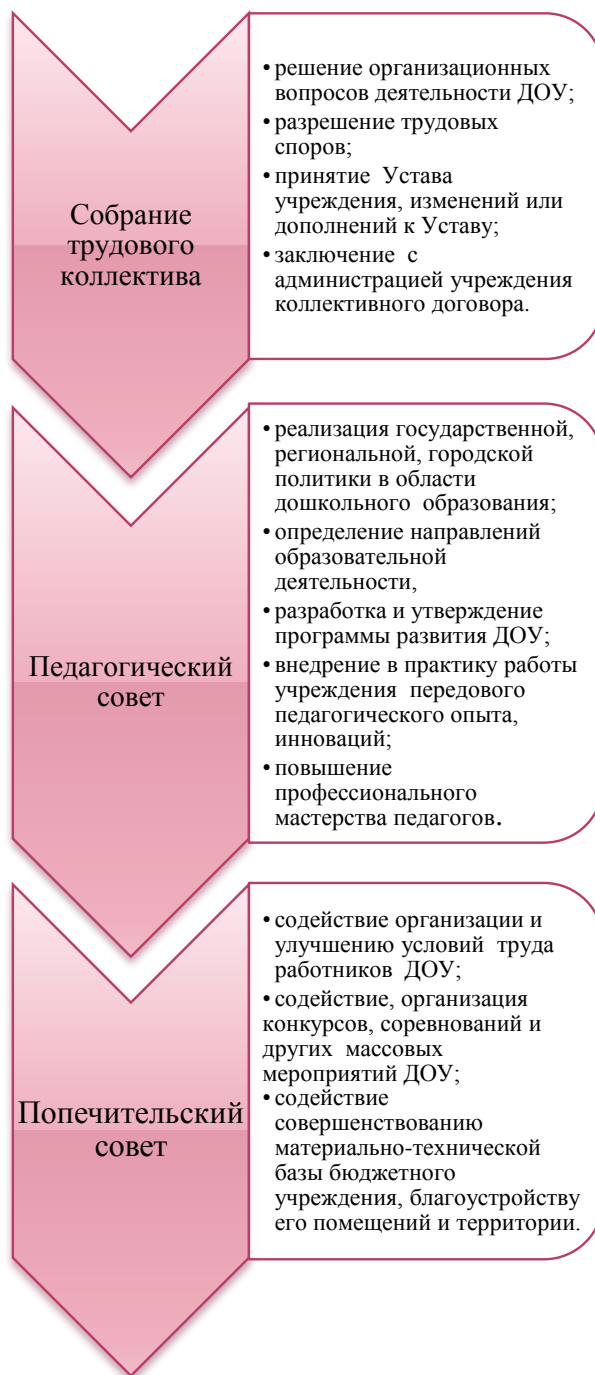 Собрание
трудового
коллектива
• решение организационных
вопросов деятельности ДОУ;
• разрешение трудовых
споров;
• принятие Устава
учреждения, изменений или
дополнений к Уставу;
• заключение с
администрацией учреждения
коллективного договора.
Педагогический
совет
• реализация государственной,
региональной, городской
политики в области
дошкольного образования;
• определение направлений
образовательной
деятельности,
• разработка и утверждение
программы развития ДОУ;
• внедрение в практику работы
учреждения передового
педагогического опыта,
инноваций;
• повышение
профессионального
мастерства педагогов.
Попечительский
совет
• содействие организации и
улучшению условий труда
работников ДОУ;
• содействие, организация
конкурсов, соревнований и
других массовых
мероприятий ДОУ;
• содействие
совершенствованию
материально-технической
базы бюджетного
учреждения, благоустройству
его помещений и территории.